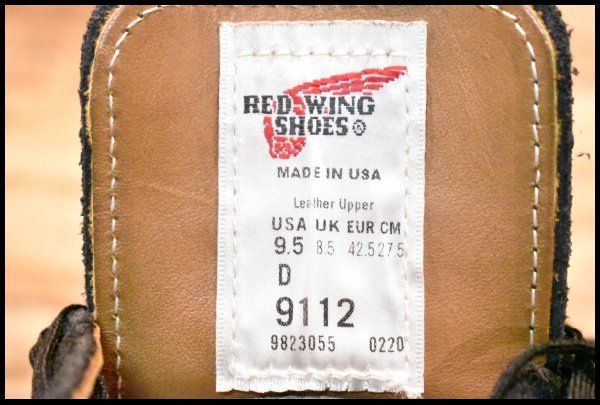 RED WING
SHOES ®
MADE IN USA
Leather Upper
USA UK EUR CM
9.5 8.5 42.5 27.5
D
9112
9823055 0220